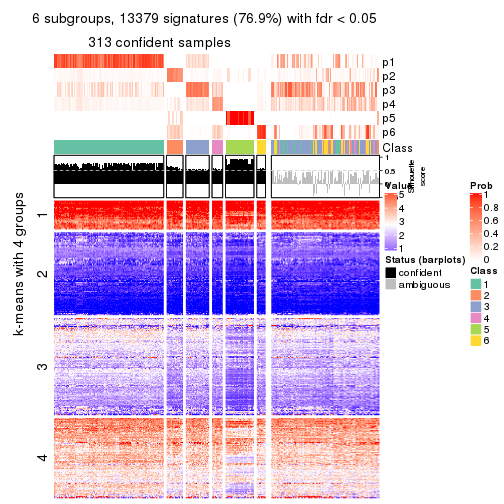 6 subgroups, 13379 signatures (76.9%) with fdr < 0.05
313 confident samples
p1
p2
p3
p4
p5
p6
Class
1
0.5
0
Silhouette
score
k-means with 4 groups
1
2
3
4
Value
5
4
3
2
1
Status (barplots)
confident
ambiguous
Prob
1
0.8
0.6
0.4
0.2
0
Class
1
2
3
4
5
6